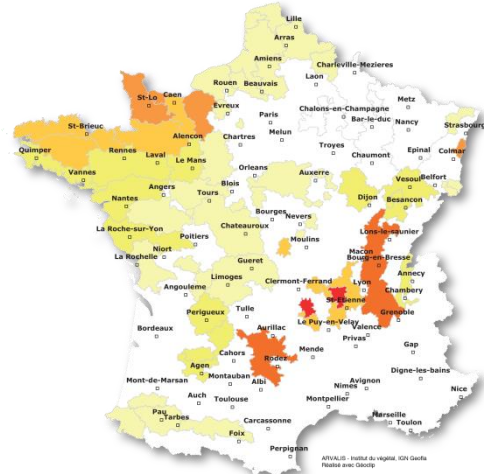 Lille
Arras
Amiens
Charleville-Mezieres
Rouen
Beauvais
Laon
St-Lo
Caen
Evreux
Paris
Chalons-en-Champagne
Metz
Bar-le-duc
Nancy
Strasbourg
St-Brieuc
Alencon
Chartres
Melun
Troyes
Chaumont
Epinal
Colmar
Quimper
Rennes
Laval
Le Mans
Orleans
Auxerre
Vesoul
Belfort
Vannes
Angers
Blois
Tours
Dijon
Besancon
Nantes
Bourges
Nevers
La Roche-sur-Yon
Poitiers
Chateauroux
Moulins
Lons-le-saunier
Macon
Bourg-en-Bresse
Niort
La Rochelle
Gueret
Annecy
Limoges
Clermont-Ferrand
Lyon
Chambery
Angouleme
St-Etienne
Tulle
Perigueux
Le Puy-en-Velay
Grenoble
Valence
Aurillac
Privas
Bordeaux
Cahors
Rodez
Mende
Gap
Agen
Digne-les-bains
Mont-de-Marsan
Montauban
Albi
Avignon
Nimes
Nice
Auch
Toulouse
Montpellier
Pau
Tarbes
Carcassonne
Marseille
Toulon
Foix
Perpignan
ARVALIS - Institut du végétal, IGN Geofla
Réalisé avec Géoclip